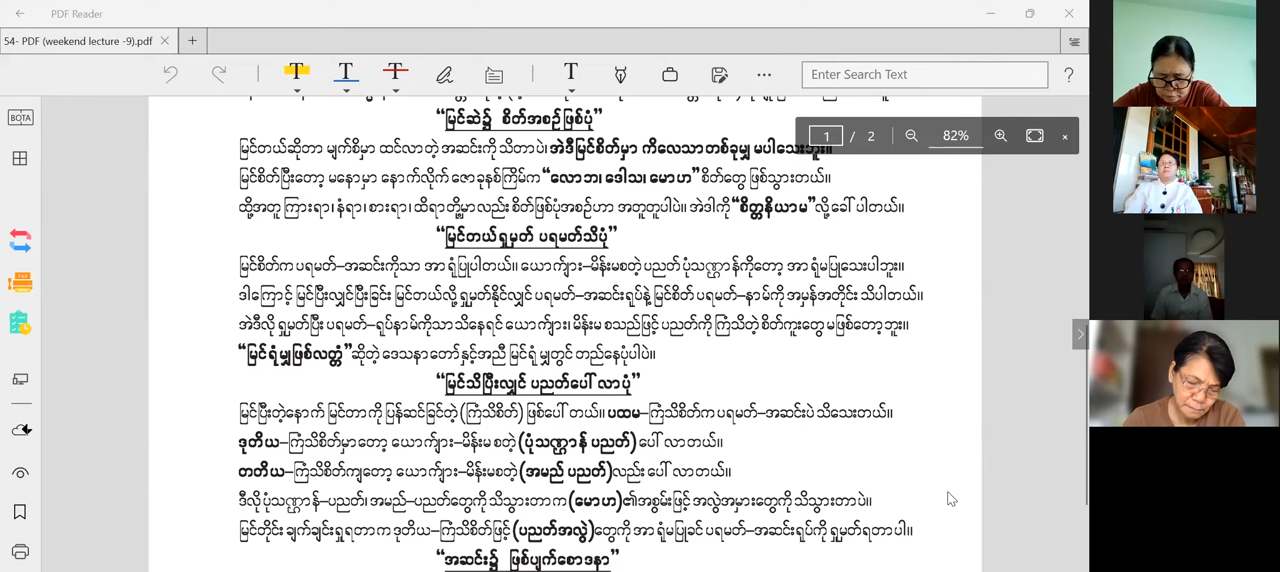 PDF Reader
54- PDF (weekend lecture -9).pdf
Enter Search Text
BOTA
1 / 2 82%
“မြင်ဆဲ၌ စိတ်အစဉ်ဖြစ်ပုံ”
မြင်တယ်ဆိုတာ မျက်စိမှာ ထင်လာတဲ့ အဆင်းကို သိတာပဲ၊ အဲဒီမြင်စိတ်မှာ ကိလေသာတစ်ခုမျှ မပါသေးဘူး။
မြင်စိတ်ပြီးတော့ မနောမှာ နောက်လိုက်ဇော ခုနစ်ကြိမ်က “လောဘ၊ ဒေါသ၊ မောဟ” စိတ်တွေ ဖြစ်သွားတယ်။
ထို့အတူ ကြားရာ၊ နံရာ၊ စားရာ၊ ထိရာတို့မှာလည်း စိတ်ဖြစ်ပုံအစဉ်ဟာ အတူတူပါပဲ။ အဲဒါကို “စိတ္တနိယာမ” လို့ခေါ်ပါတယ်။
“မြင်တယ်ရှုမှတ် ပရမတ်သိပုံ”
မြင်စိတ်က ပရမတ်–အဆင်းကိုသာ အာရုံပြုပါတယ်။ ယောက်ျား–မိန်းမစတဲ့ ပညတ် ပုံသဏ္ဌာန်ကိုတော့ အာရုံမပြုသေးပါဘူး။
ဒါကြောင့် မြင်ပြီးလျှင်ပြီးခြင်း မြင်တယ်လို့ ရှုမှတ်နိုင်လျှင် ပရမတ်–အဆင်းရုပ်နဲ့ မြင်စိတ် ပရမတ်–နာမ်ကို အမှန်အတိုင်း သိပါတယ်။
အဲဒီလို ရှုမှတ်ပြီး ပရမတ်–ရုပ်နာမ်ကိုသာ သိနေရင် ယောက်ျား၊ မိန်းမ စသည်ဖြင့် ပညတ်ကို ကြံသိတဲ့ စိတ်ကူးတွေ မဖြစ်တော့ဘူး။
“မြင်ရုံမျှဖြစ်လတ္တံ့” ဆိုတဲ့ ဒေသနာတော်နှင့်အညီ မြင်ရုံမျှတွင် တည်နေပုံပါပဲ။
“မြင်သိပြီးလျှင် ပညတ်ပေါ်လာပုံ”
မြင်ပြီးတဲ့နောက် မြင်တာကို ပြန်ဆင်ခြင်တဲ့ (ကြံသိစိတ်) ဖြစ်ပေါ်တယ်။ ပထမ–ကြံသိစိတ်က ပရမတ်–အဆင်းပဲ သိသေးတယ်။
ဒုတိယ–ကြံသိစိတ်မှာတော့ ယောက်ျား–မိန်းမ စတဲ့ (ပုံသဏ္ဌာန် ပညတ်) ပေါ်လာတယ်။
တတိယ–ကြံသိစိတ်ကျတော့ ယောက်ျား–မိန်းမစတဲ့ (အမည် ပညတ်) လည်း ပေါ်လာတယ်။
ဒီလို ပုံသဏ္ဌာန်–ပညတ်၊ အမည်–ပညတ်တွေကို သိသွားတာက (မောဟ)၏ အစွမ်းဖြင့် အလွဲအမှားတွေကို သိသွားတာပဲ။
မြင်တိုင်း ချက်ချင်းရှုရတာက ဒုတိယ–ကြံသိစိတ်ဖြင့် (ပညတ်အလွဲ)တွေကို အာရုံမပြုခင် ပရမတ်–အဆင်းရုပ်ကို ရှုမှတ်ရတာပါ။
“အဆင်း၌ ဖြစ်ပျက်စောဒနာ”